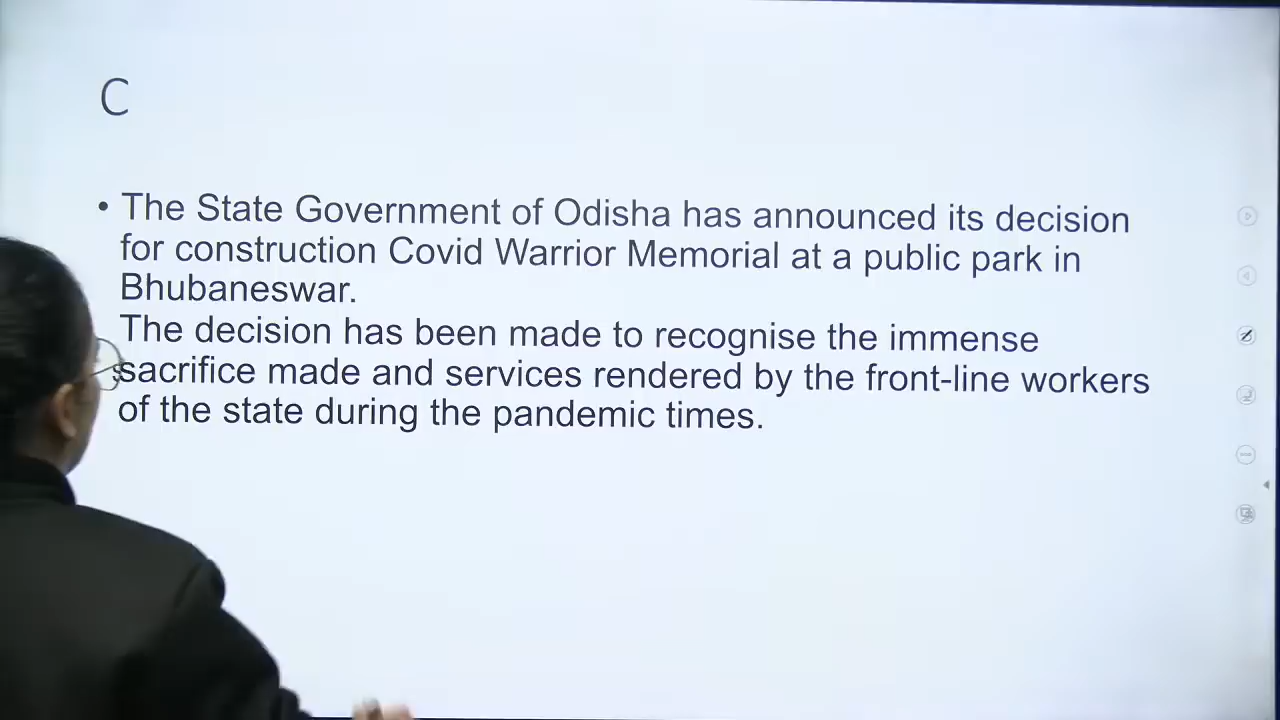 C
• The State Government of Odisha has announced its decision
for construction Covid Warrior Memorial at a public park in
Bhubaneswar.
The decision has been made to recognise the immense
sacrifice made and services rendered by the front-line workers
of the state during the pandemic times.